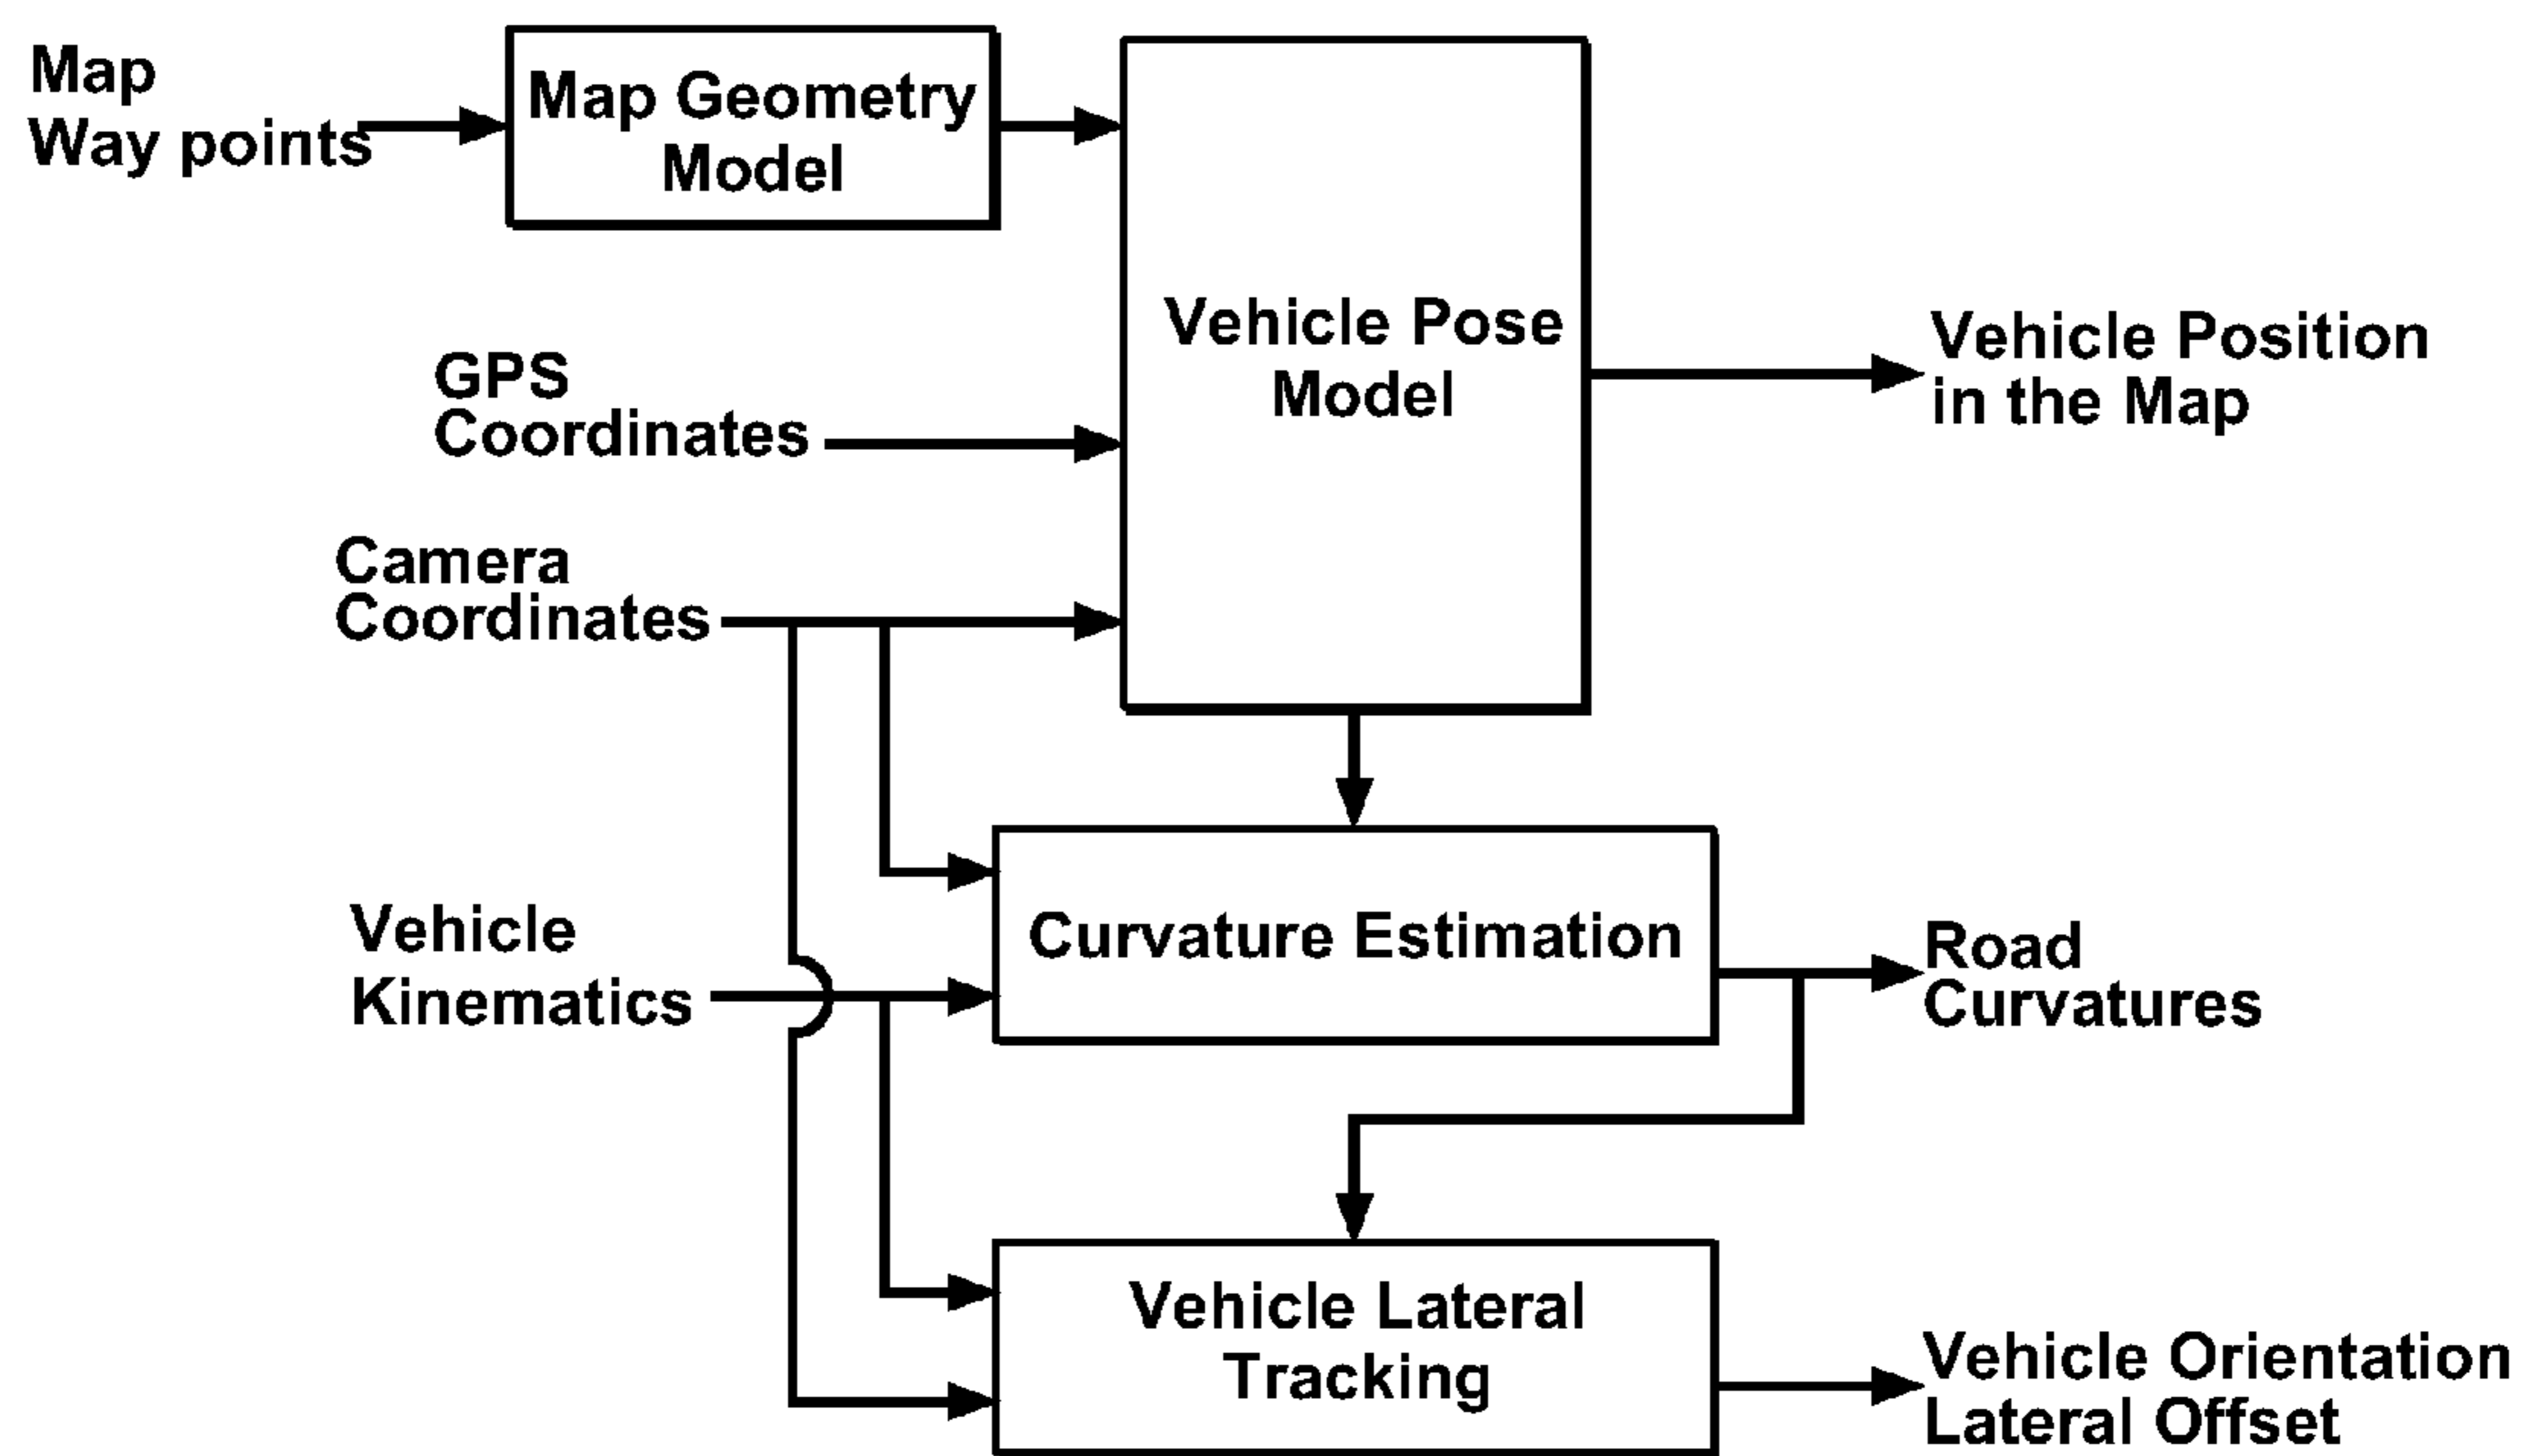 Map
Way points
Map Geometry
Model
GPS
Coordinates
Camera
Coordinates
Vehicle Pose
Model
Vehicle Position
in the Map
Vehicle
Kinematics
Curvature Estimation
Road
Curvatures
Vehicle Lateral
Tracking
Vehicle Orientation
Lateral Offset